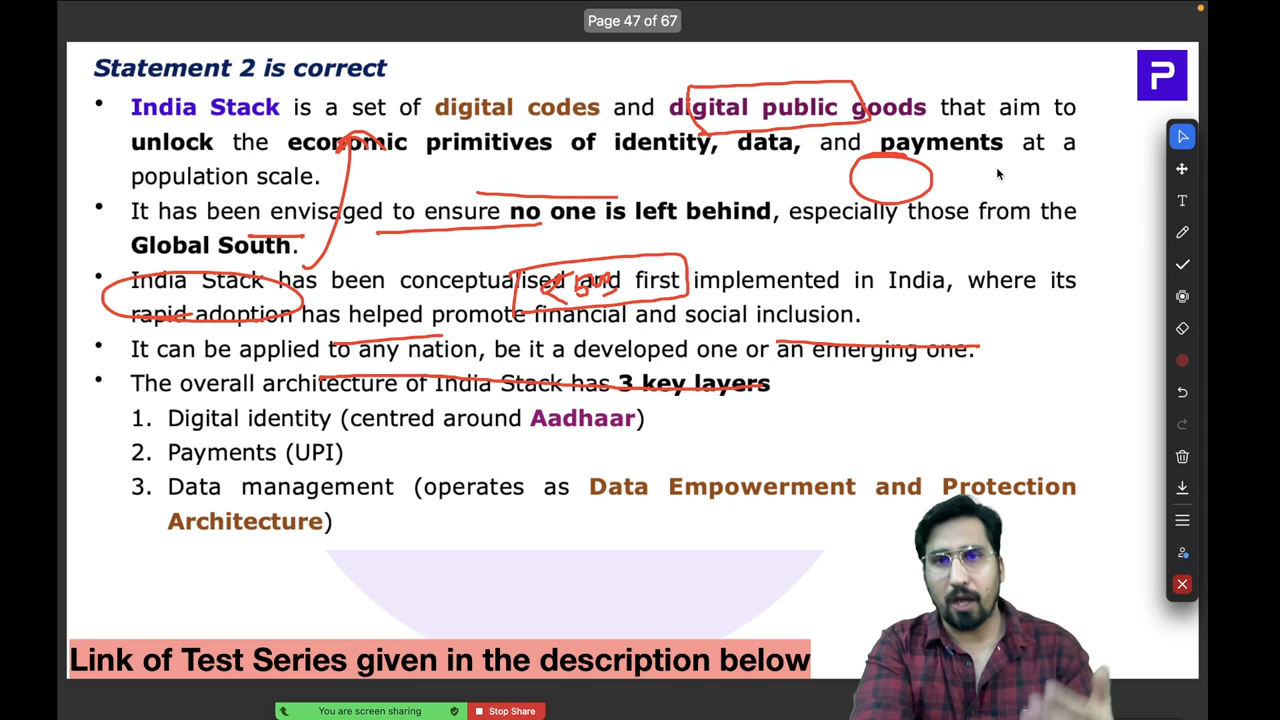 Page 47 of 67
Statement 2 is correct
P
• India Stack is a set of digital codes and digital public goods that aim to
unlock the economic primitives of identity, data, and payments at a
population scale.
• It has been envisaged to ensure no one is left behind, especially those from the
Global South.
• India Stack has been conceptualised and first implemented in India, where its
rapid adoption has helped promote financial and social inclusion.
• It can be applied to any nation, be it a developed one or an emerging one.
• The overall architecture of India Stack has 3 key layers
1. Digital identity (centred around Aadhaar)
2. Payments (UPI)
3. Data management (operates as Data Empowerment and Protection
Architecture)
Link of Test Series given in the description below
You are screen sharing Stop Share